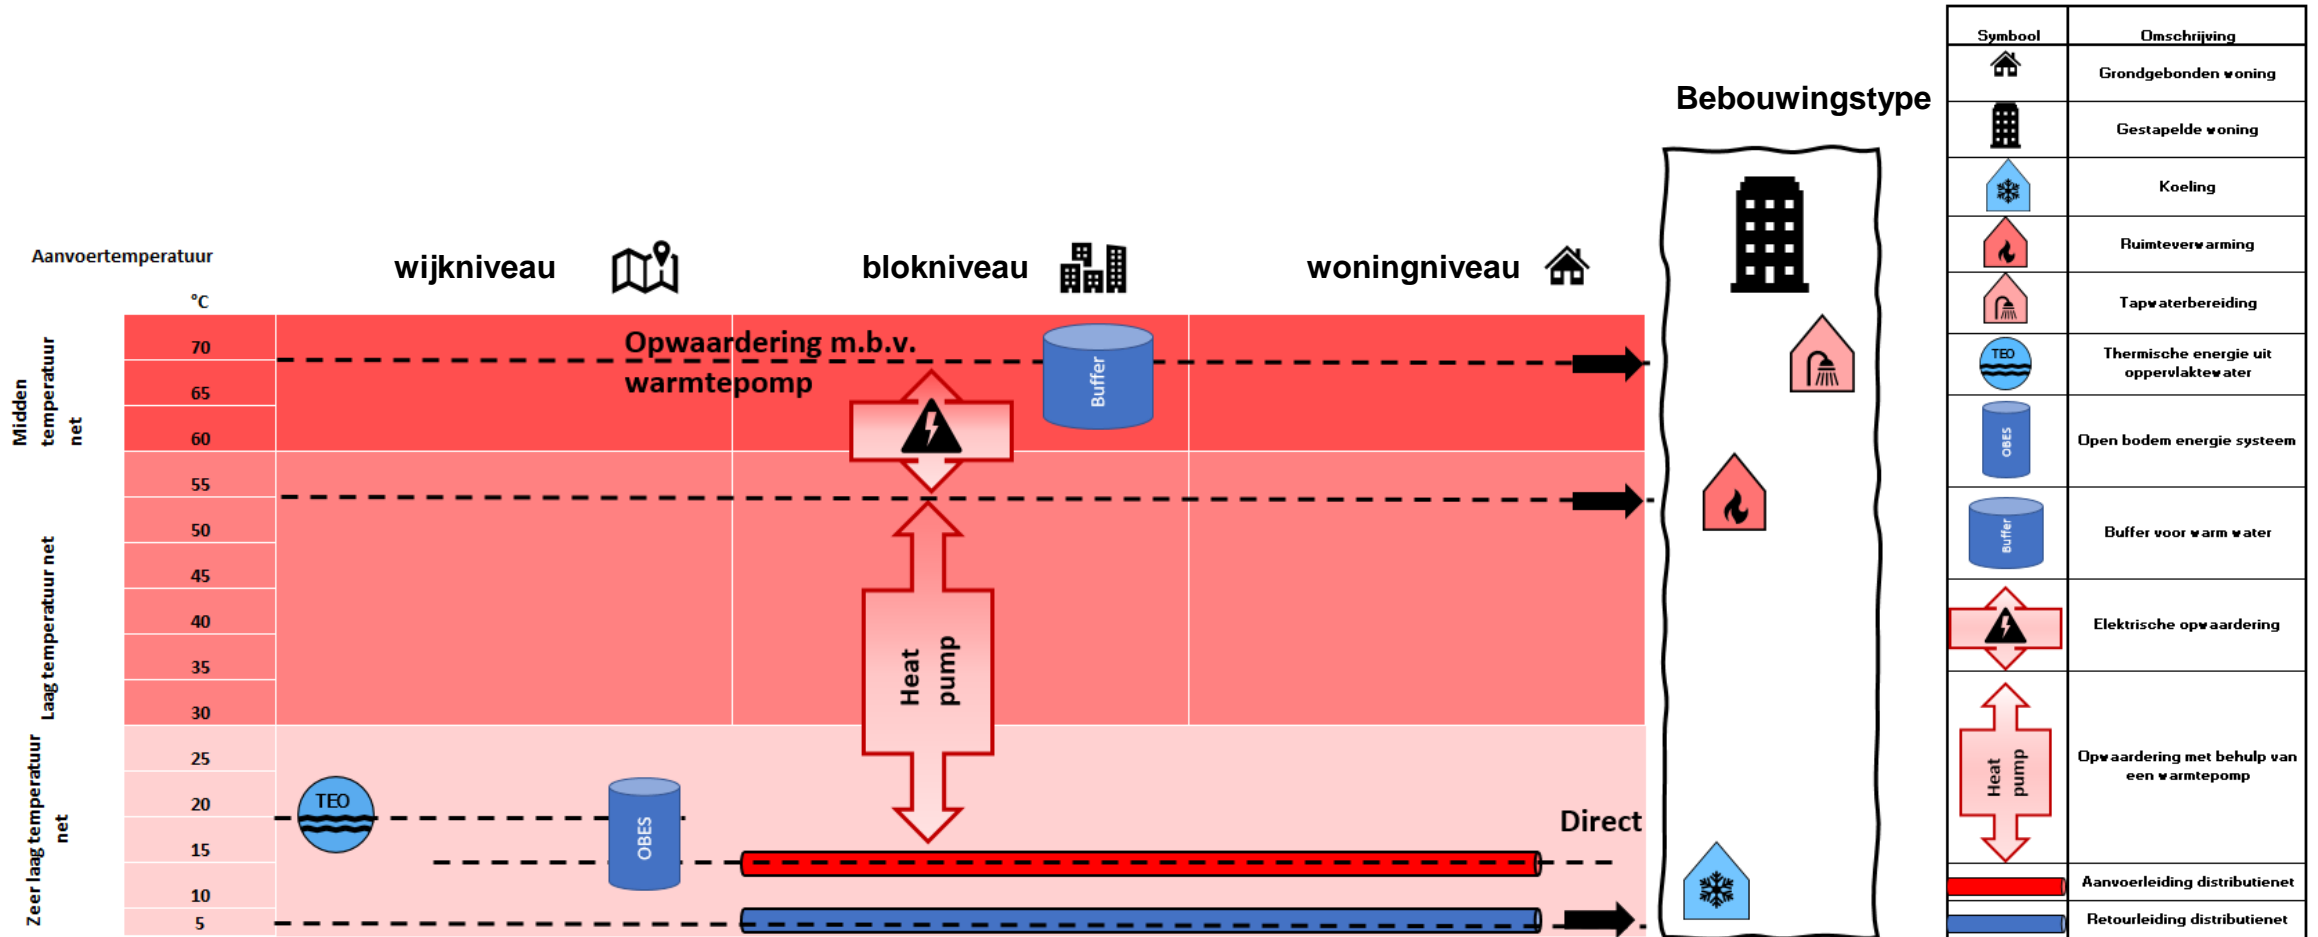 Symbool Omschrijving
Grondgebonden woning
Gestapelde woning
Koeling
Ruimteverwarming
Tapwaterbereiding
TEO
Thermische energie uit
oppervlaktewater
OBES
Open bodem energie systeem
Buffer
Buffer voor warm water
Elektrische opwaardering
Heat
pump
Opwaardering met behulp van
een warmtepomp
Aanvoerleiding distributienet
Retourleiding distributienet
Bebouwingstype
Aanvoertemperatuur
°C
wijkniveau
blokniveau
woningniveau
Midden
temperatuur
net
Laag temperatuur net
Zeer laag temperatuur
net
70
65
60
55
50
45
40
35
30
25
20
15
10
5
Opwaardering m.b.v.
warmtepomp
Buffer
Heat
pump
TEO
OBES
Direct